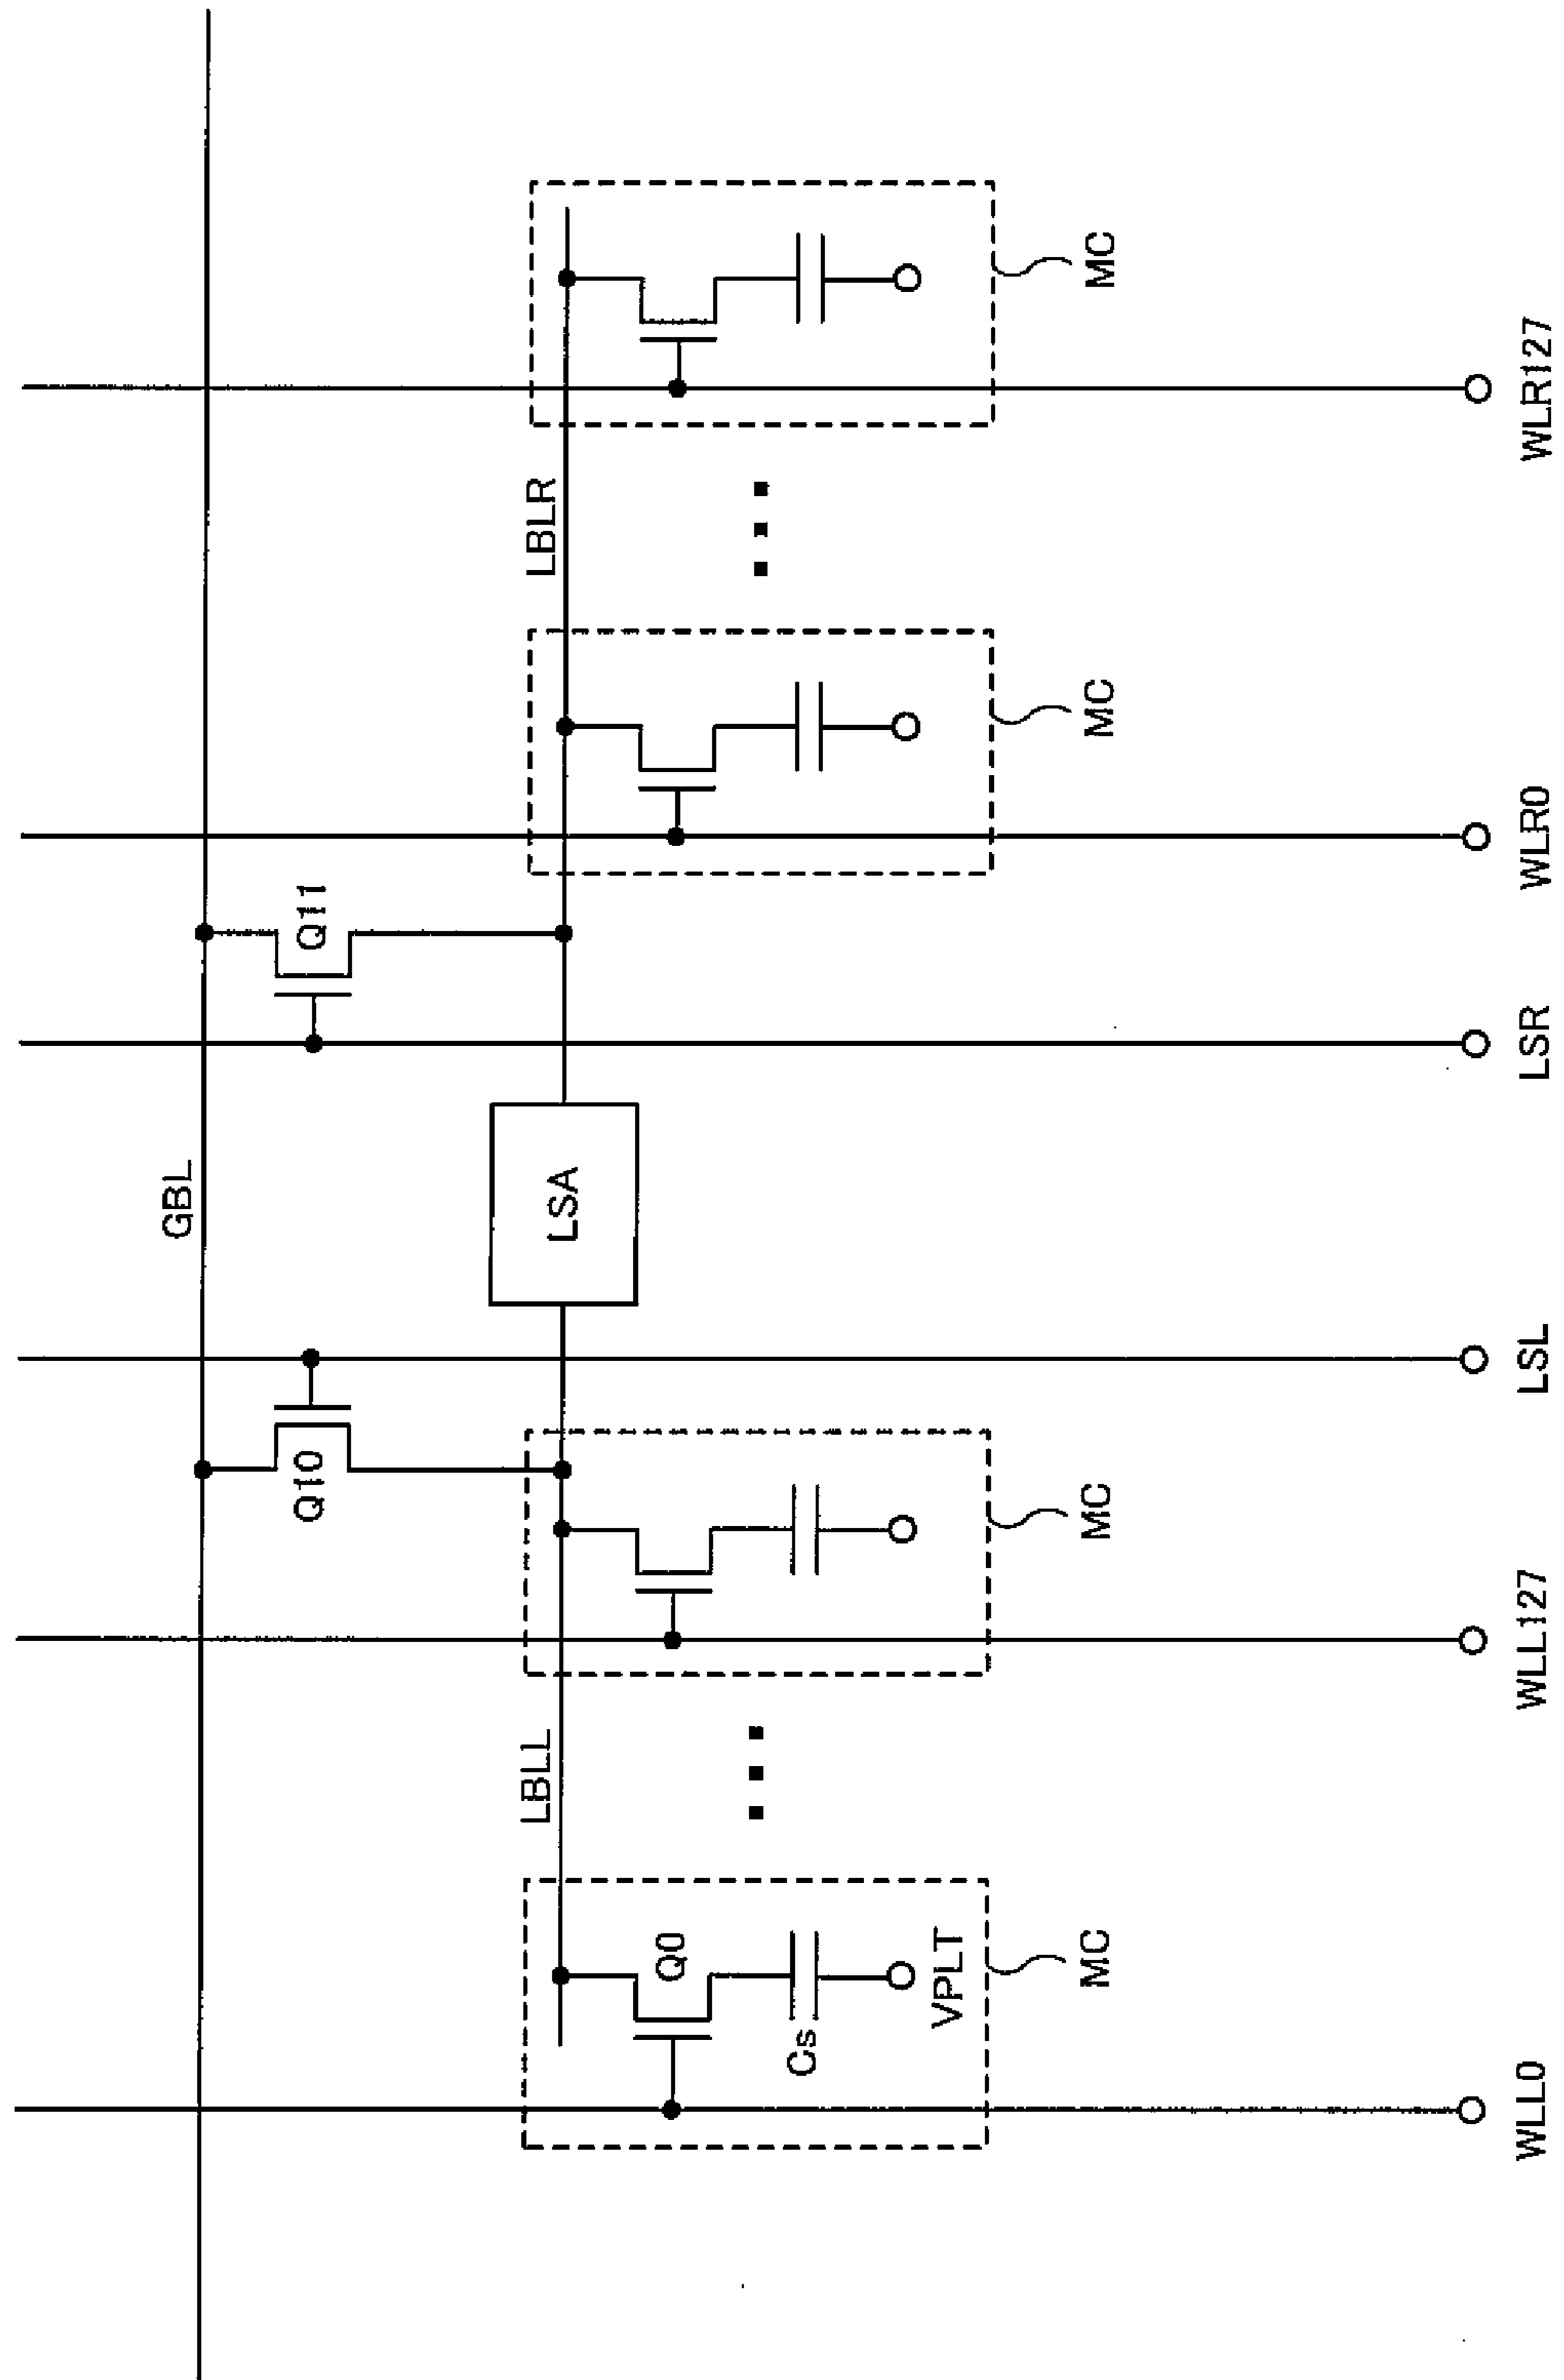 GBL
Q10
Q11
LBLL
LSA
LBLR
Q0
Cs
VPLT
MC
MC
MC
MC
WLL0
WLL127
LSL
LSR
WLR0
WLR127